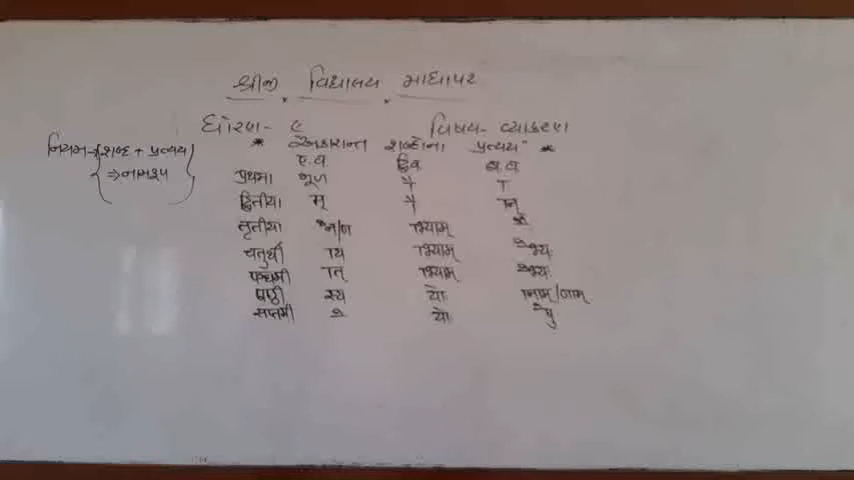 શ્રીજી વિદ્યાલય માધાપર
ધોરણ- ૯ વિષય- વ્યાકરણ
* અકારાન્ત શબ્દોના પ્રત્યય *
નિયમ→ શબ્દ + પ્રત્યય
⇒ નામરૂપ
એ.વ. દ્વિવ બ.વ
પ્રથમા મૂળ ૌ ા
દ્વિતીયા મ્ ૌ ાન્
તૃતીયા ેન/ણ ાભ્યામ્ ૈ
ચતુર્થી ાય ાભ્યામ્ ેભ્યઃ
પંચમી ાત્ ાભ્યામ્ ેભ્યઃ
ષષ્ઠી સ્ય યોઃ ાનામ્/ણામ્
સપ્તમી ે યોઃ ેષુ